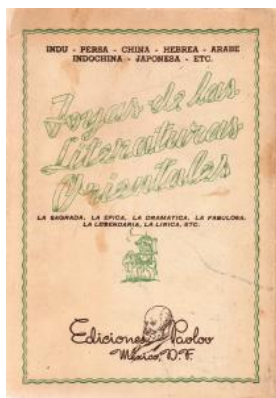 INDU - PERSA - CHINA - HEBREA - ARABE
INDOCHINA - JAPONESA - ETC.
Joyas de las
Literaturas
Orientales
LA SAGRADA, LA EPICA, LA DRAMATICA, LA FABULOSA,
LA LEGENDARIA, LA LIRICA, ETC.
Ediciones Pavlov
México, D.F.